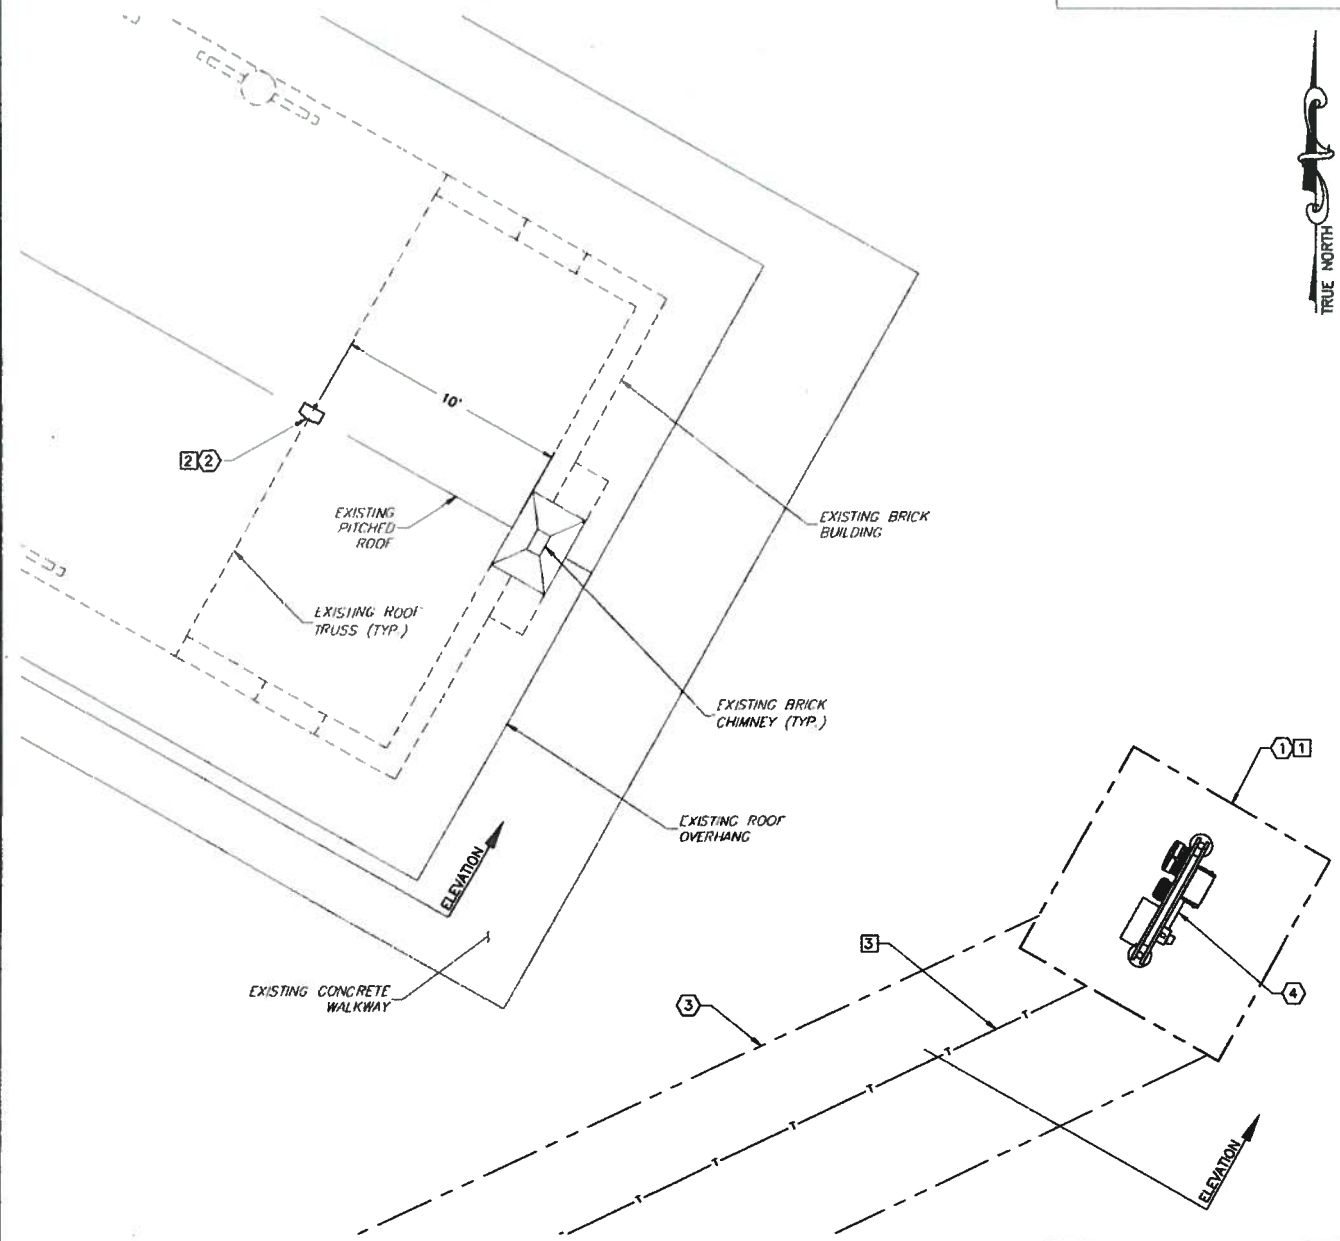 TRUE NORTH
10'
2 2
EXISTING
PITCHED
ROOF
EXISTING BRICK
BUILDING
EXISTING ROOF
TRUSS (TYP.)
EXISTING BRICK
CHIMNEY (TYP.)
1 1
EXISTING ROOF
OVERHANG
ELEVATION
3
EXISTING CONCRETE
WALKWAY
3
4
T
T
T
T
T
T
ELEVATION